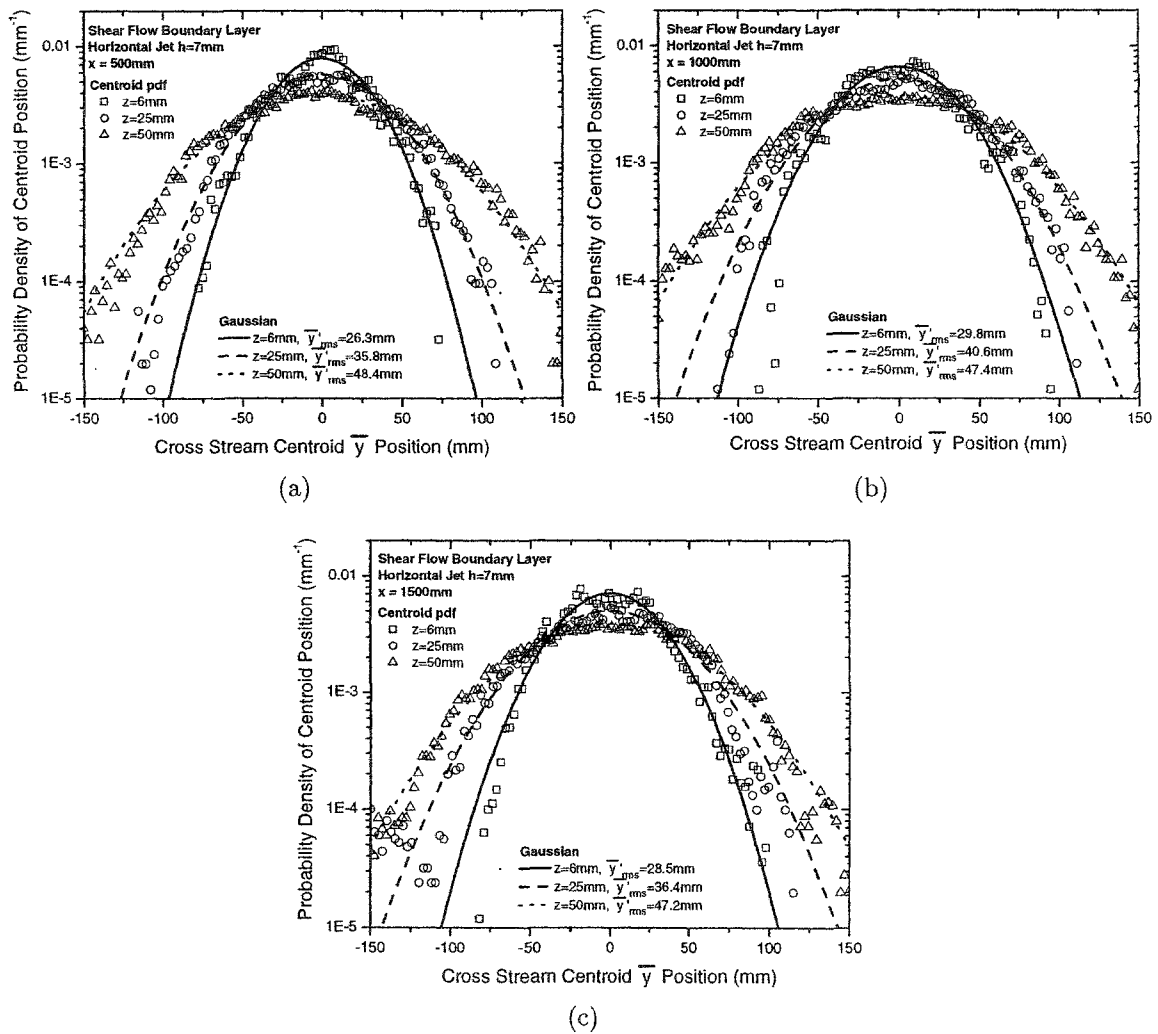 Shear Flow Boundary Layer
Horizontal Jet h=7mm
x = 500mm
Centroid pdf
□ z=6mm
○ z=25mm
△ z=50mm
Gaussian
z=6mm, y̅'rms=26.3mm
z=25mm, y̅'rms=35.8mm
z=50mm, y̅'rms=48.4mm
0.01
1E-3
1E-4
1E-5
Probability Density of Centroid Position (mm⁻¹)
-150 -100 -50 0 50 100 150
Cross Stream Centroid y̅ Position (mm)
(a)
Shear Flow Boundary Layer
Horizontal Jet h=7mm
x = 1000mm
Centroid pdf
□ z=6mm
○ z=25mm
△ z=50mm
Gaussian
z=6mm, y̅'rms=29.8mm
z=25mm, y̅'rms=40.6mm
z=50mm, y̅'rms=47.4mm
0.01
1E-3
1E-4
1E-5
Probability Density of Centroid Position (mm⁻¹)
-150 -100 -50 0 50 100 150
Cross Stream Centroid y̅ Position (mm)
(b)
Shear Flow Boundary Layer
Horizontal Jet h=7mm
x = 1500mm
Centroid pdf
□ z=6mm
○ z=25mm
△ z=50mm
Gaussian
z=6mm, y̅'rms=28.5mm
z=25mm, y̅'rms=36.4mm
z=50mm, y̅'rms=47.2mm
0.01
1E-3
1E-4
1E-5
Probability Density of Centroid Position (mm⁻¹)
-150 -100 -50 0 50 100 150
Cross Stream Centroid y̅ Position (mm)
(c)